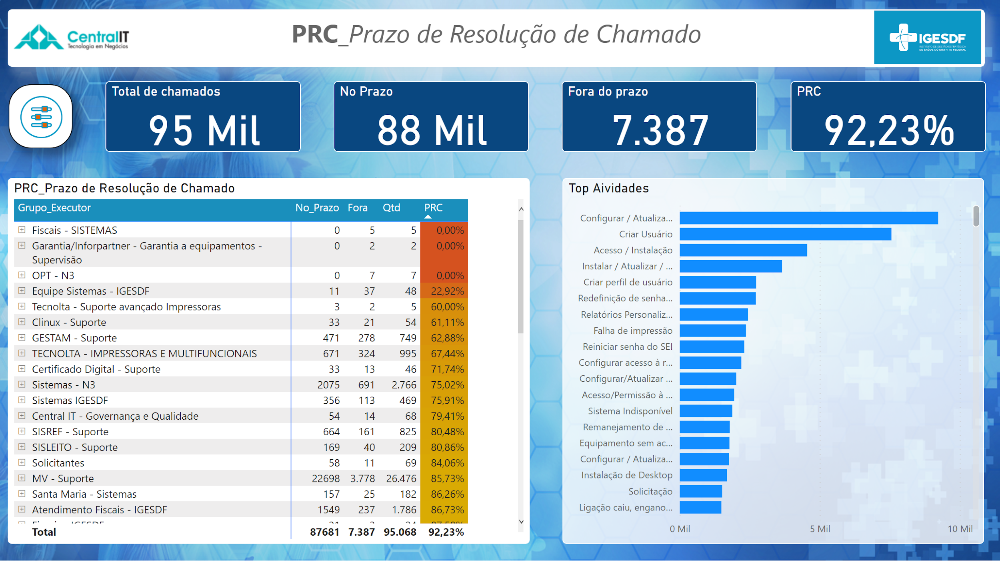 CentralIT
Tecnologia em Negócios
PRC_Prazo de Resolução de Chamado
IGESDF
INSTITUTO DE GESTÃO ESTRATÉGICA
DE SAÚDE DO DISTRITO FEDERAL
Total de chamados
95 Mil
No Prazo
88 Mil
Fora do prazo
7.387
PRC
92,23%
PRC_Prazo de Resolução de Chamado
Grupo_Executor No_Prazo Fora Qtd PRC
Fiscais - SISTEMAS 0 5 5 0,00%
Garantia/Inforpartner - Garantia a equipamentos - 0 2 2 0,00%
Supervisão
OPT - N3 0 7 7 0,00%
Equipe Sistemas - IGESDF 11 37 48 22,92%
Tecnolta - Suporte avançado Impressoras 3 2 5 60,00%
Clinux - Suporte 33 21 54 61,11%
GESTAM - Suporte 471 278 749 62,88%
TECNOLTA - IMPRESSORAS E MULTIFUNCIONAIS 671 324 995 67,44%
Certificado Digital - Suporte 33 13 46 71,74%
Sistemas - N3 2075 691 2.766 75,02%
Sistemas IGESDF 356 113 469 75,91%
Central IT - Governança e Qualidade 54 14 68 79,41%
SISREF - Suporte 664 161 825 80,48%
SISLEITO - Suporte 169 40 209 80,86%
Solicitantes 58 11 69 84,06%
MV - Suporte 22698 3.778 26.476 85,73%
Santa Maria - Sistemas 157 25 182 86,26%
Atendimento Fiscais - IGESDF 1549 237 1.786 86,73%
Total 87681 7.387 95.068 92,23%
Top Aividades
Configurar / Atualiza...
Criar Usuário
Acesso / Instalação
Instalar / Atualizar / ...
Criar perfil de usuário
Redefinição de senha...
Relatórios Personaliz...
Falha de impressão
Reiniciar senha do SEI
Configurar acesso à r...
Configurar/Atualizar ...
Acesso/Permissão à ...
Sistema Indisponível
Remanejamento de ...
Equipamento sem ac...
Configurar / Atualiza...
Instalação de Desktop
Solicitação
Ligação caiu, engano...
0 Mil 5 Mil 10 Mil